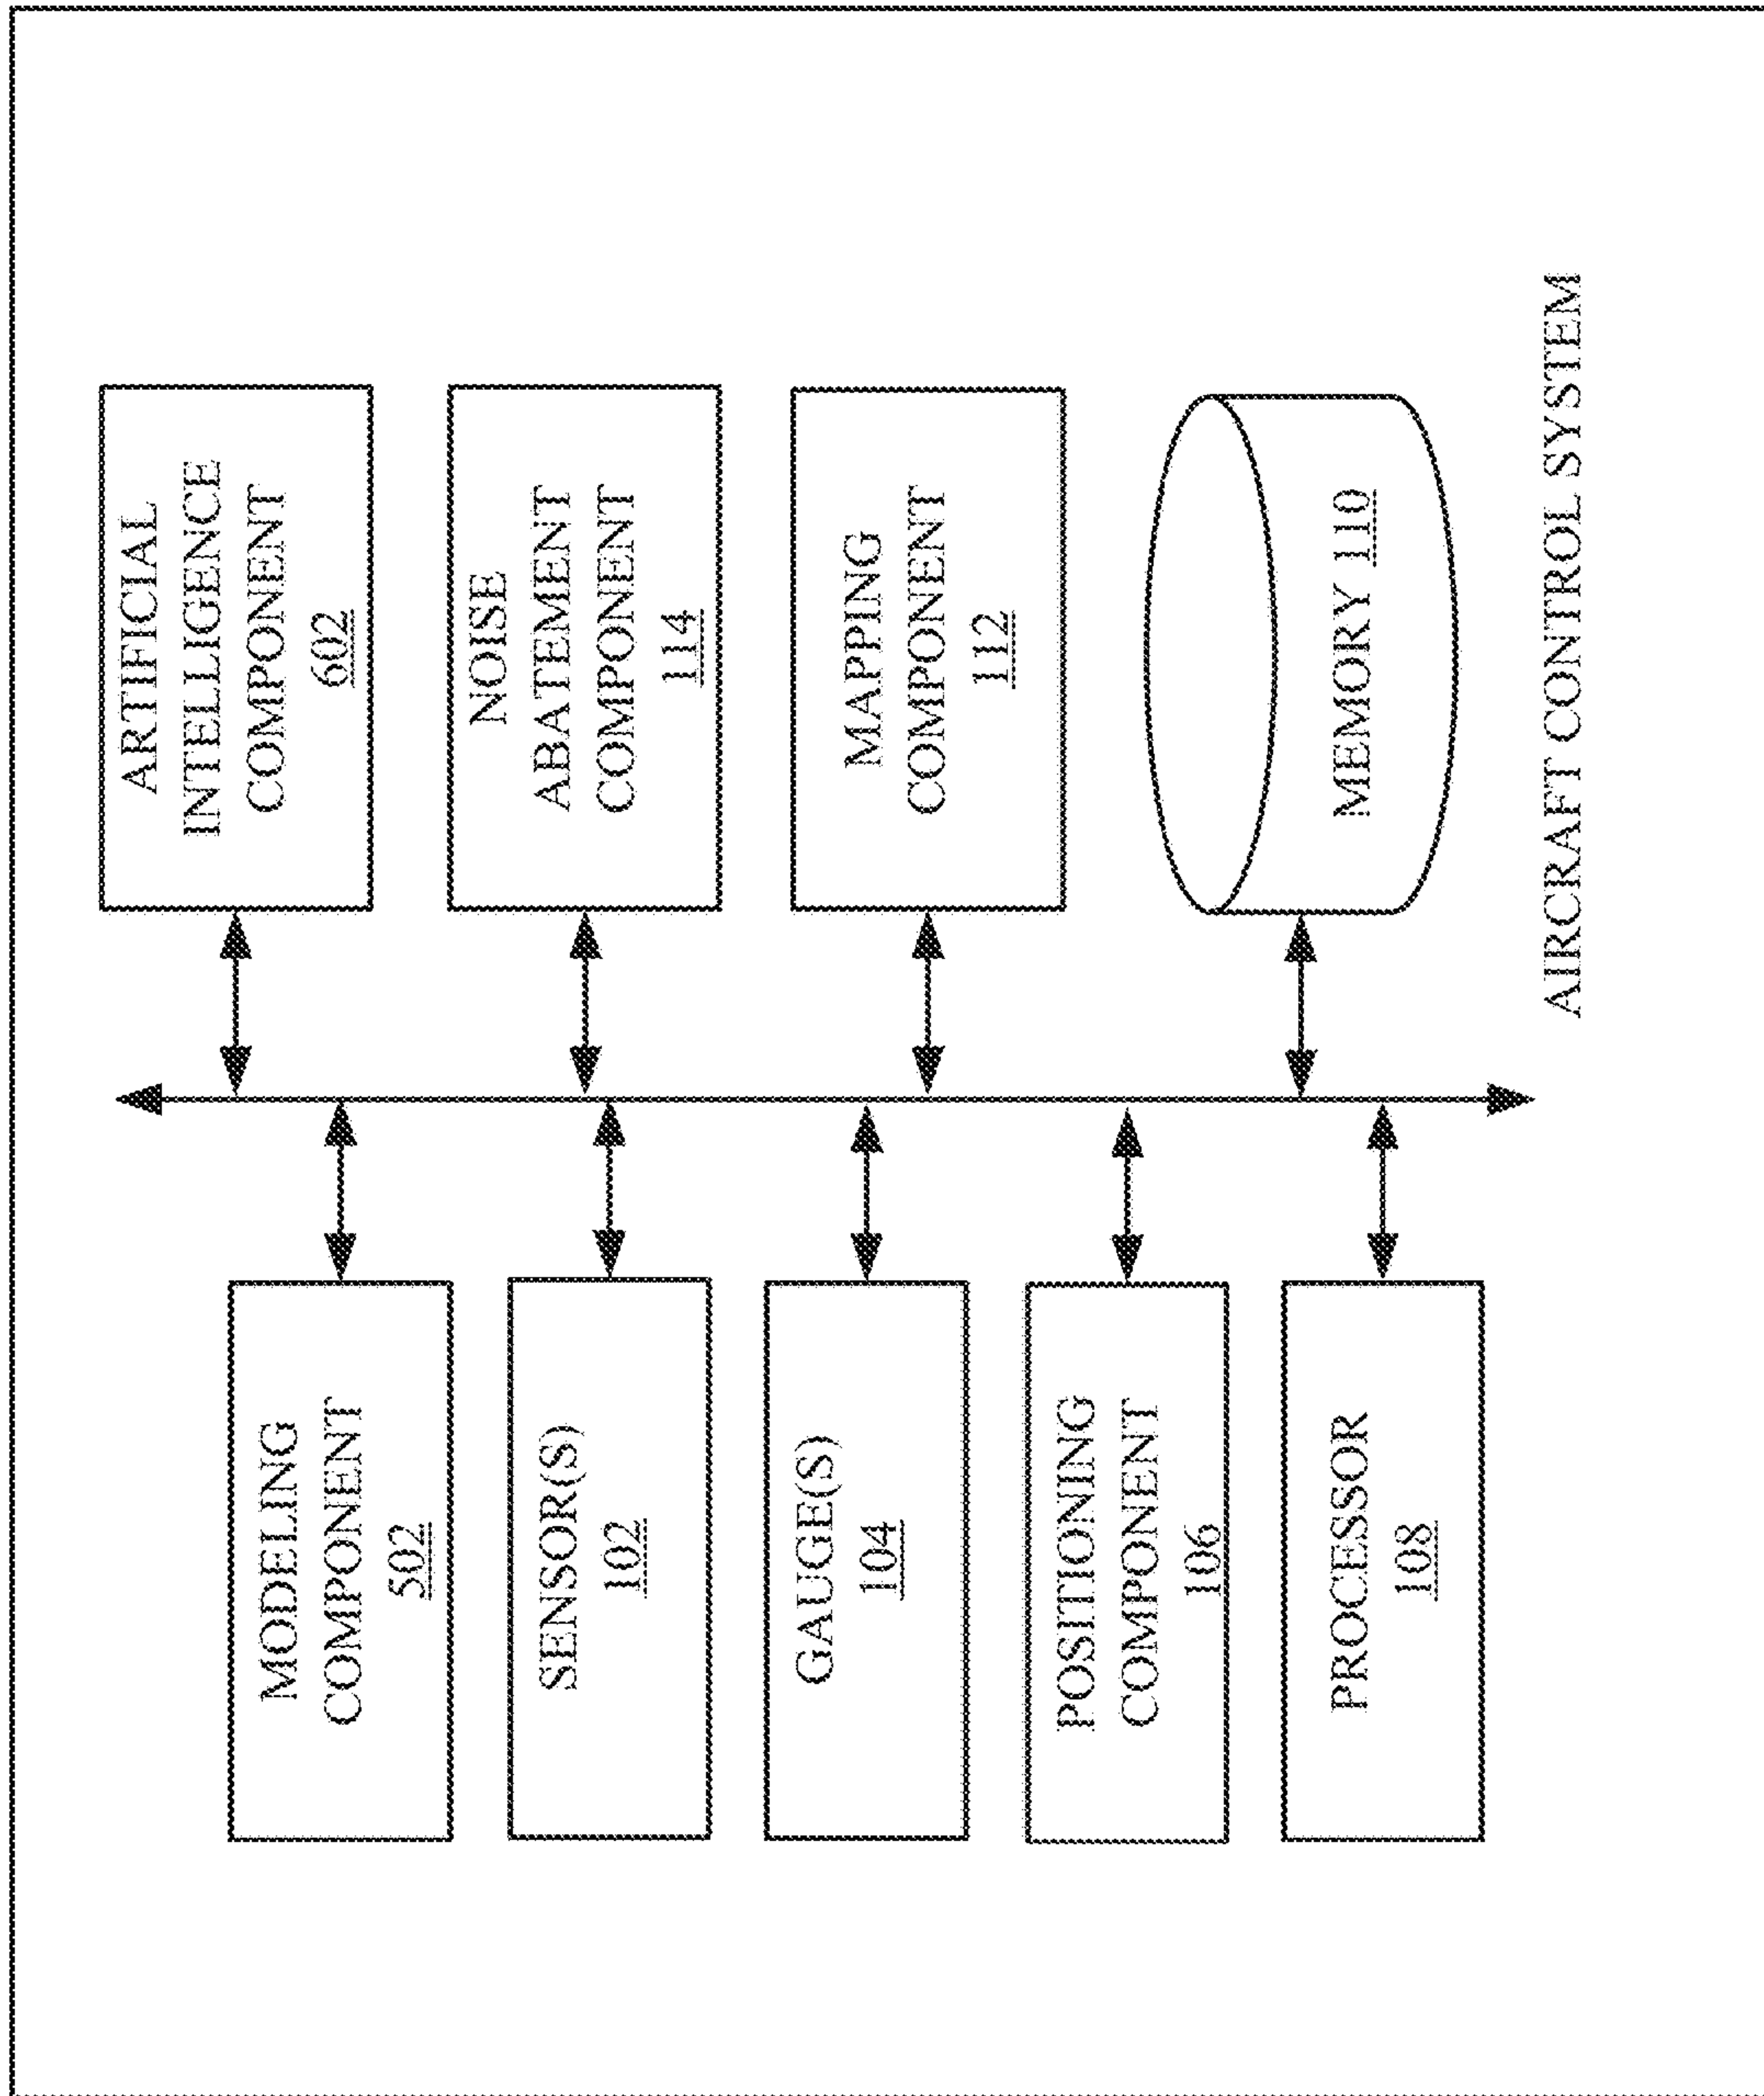 MODELING
COMPONENT
502
SENSOR(S)
102
GAUGE(S)
104
POSITIONING
COMPONENT
106
PROCESSOR
108
ARTIFICIAL
INTELLIGENCE
COMPONENT
602
NOISE
ABATEMENT
COMPONENT
114
MAPPING
COMPONENT
112
MEMORY 110
AIRCRAFT CONTROL SYSTEM